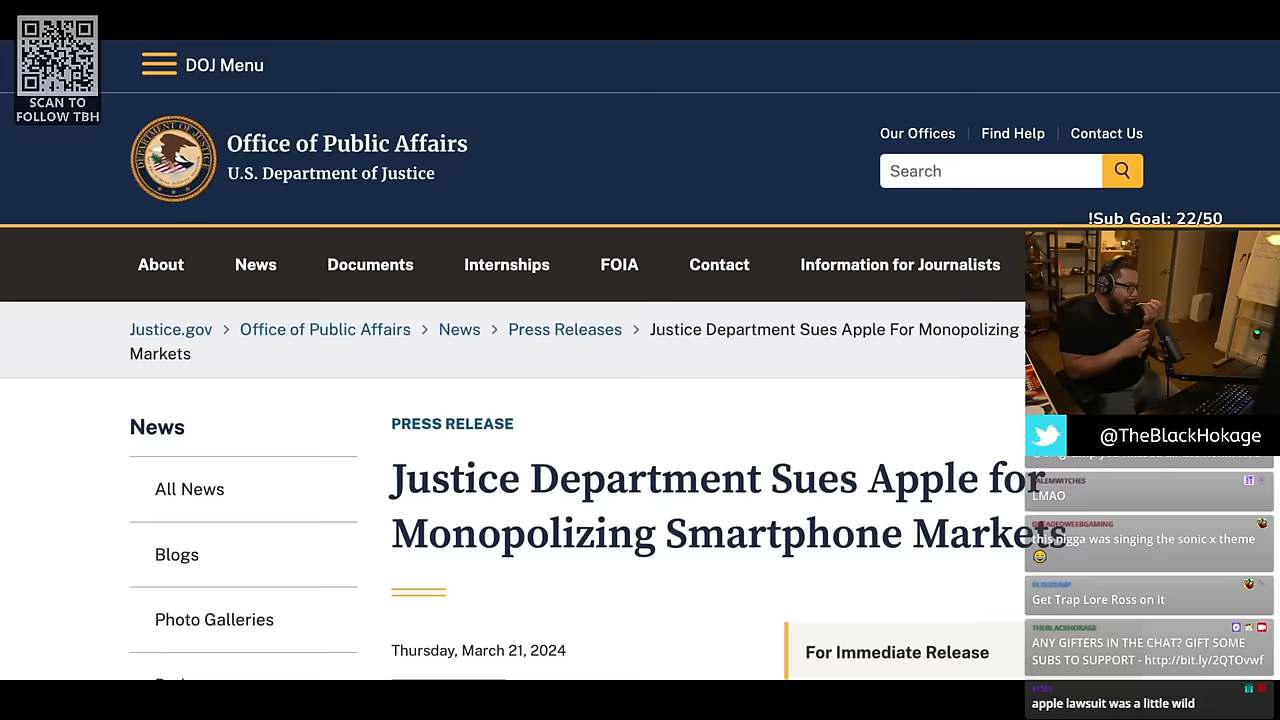 SCAN TO
FOLLOW TBH
DOJ Menu
Office of Public Affairs
U.S. Department of Justice
Our Offices
Find Help
Contact Us
Search
!Sub Goal: 22/50
About
News
Documents
Internships
FOIA
Contact
Information for Journalists
Justice.gov > Office of Public Affairs > News > Press Releases > Justice Department Sues Apple For Monopolizing
Markets
News
All News
Blogs
Photo Galleries
PRESS RELEASE
Justice Department Sues Apple for
Monopolizing Smartphone Markets
Thursday, March 21, 2024
For Immediate Release
@TheBlackHokage
LMAO
DREADEDWEEBGAMING
this nigga was singing the sonic x theme
😄
Get Trap Lore Ross on it
THEBLACKHOKAGE
ANY GIFTERS IN THE CHAT? GIFT SOME
SUBS TO SUPPORT - http://bit.ly/2QTOvwf
apple lawsuit was a little wild